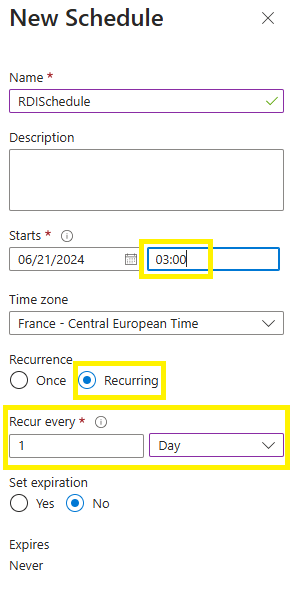 New Schedule
Name *
RDISchedule
Description
Starts *
06/21/2024 03:00
Time zone
France - Central European Time
Recurrence
Once Recurring
Recur every *
1 Day
Set expiration
Yes No
Expires
Never